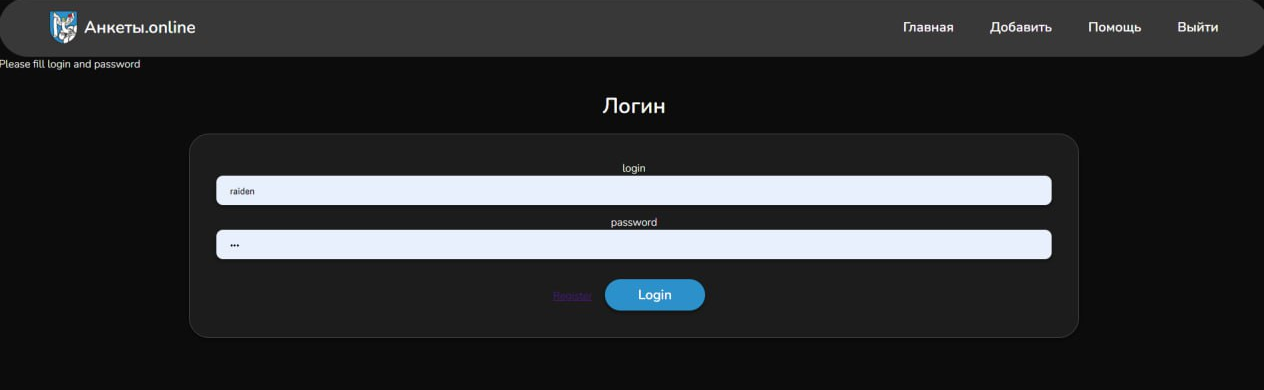 Анкеты.online
Главная Добавить Помощь Выйти
Please fill login and password
Логин
login
raiden
password
•••
Register Login